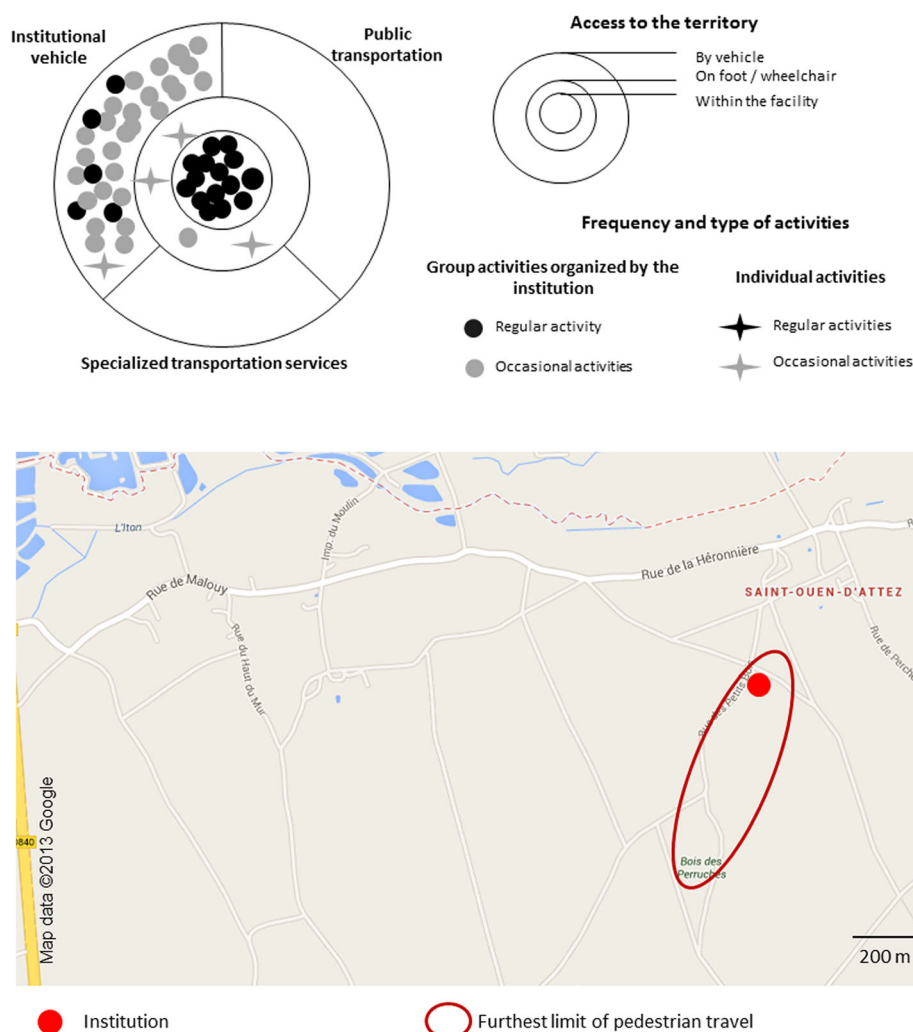 Institutional
vehicle
Public
transportation
Specialized transportation services
Access to the territory
By vehicle
On foot / wheelchair
Within the facility
Frequency and type of activities
Group activities organized by the
institution
Individual activities
Regular activity
Regular activities
Occasional activities
Occasional activities
L'Iton
Imp. du Moulin
Rue de Malouy
Rue de la Héronnière
SAINT-OUEN-D'ATTEZ
Rue du Haut du Mur
Rue des Petits
Rue de
Bois des
Perruches
Map data ©2013 Google
200 m
Institution
Furthest limit of pedestrian travel